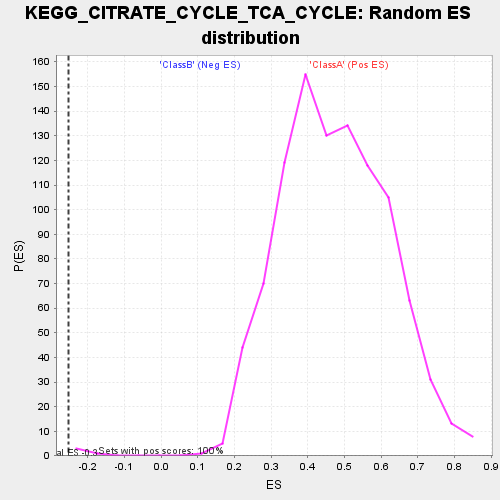 KEGG_CITRATE_CYCLE_TCA_CYCLE: Random ES
distribution
'ClassB' (Neg ES) 'ClassA' (Pos ES)
160
150
140
130
120
110
100
90
80
70
60
50
40
30
20
10
0
P(ES)
Sets with pos scores: 100%
-0.2 -0.1 0.0 0.1 0.2 0.3 0.4 0.5 0.6 0.7 0.8 0.9
ES